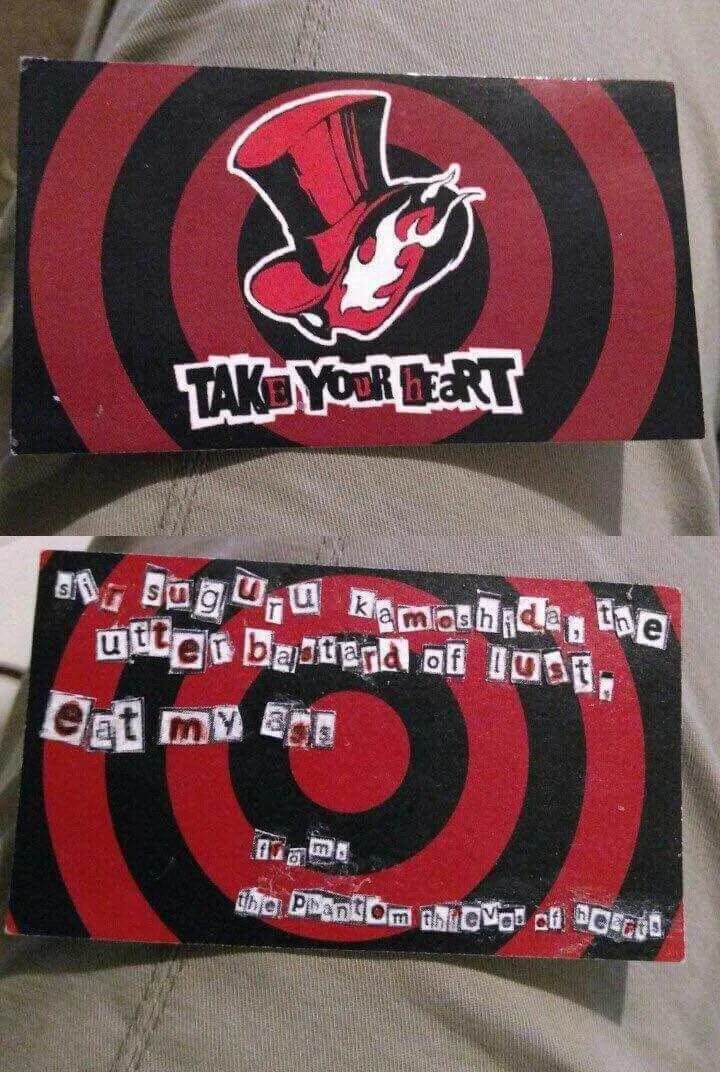 TAKE YOUR hEaRT
sir suguru kamoshida, the
utter bastard of lust,
eat my ass
from,
the phantom thieves of hearts